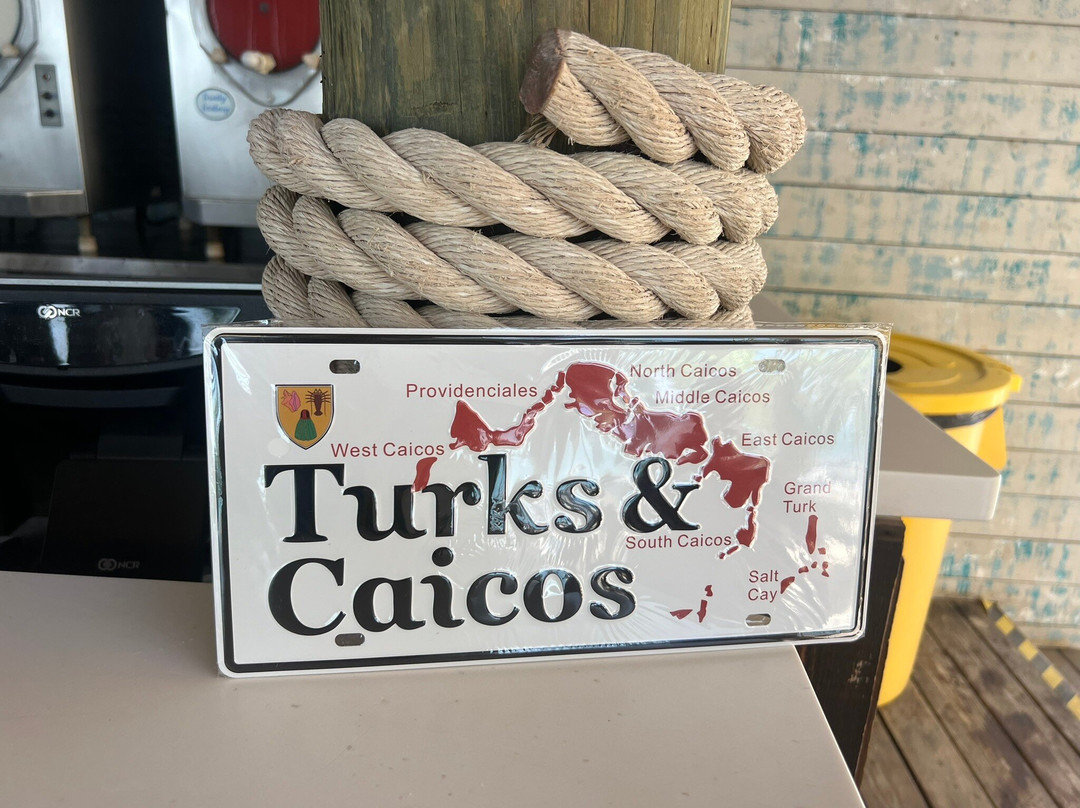 NCR
North Caicos
Providenciales
Middle Caicos
West Caicos
East Caicos
Turks &
Caicos
Grand
Turk
South Caicos
Salt
Cay
NCR